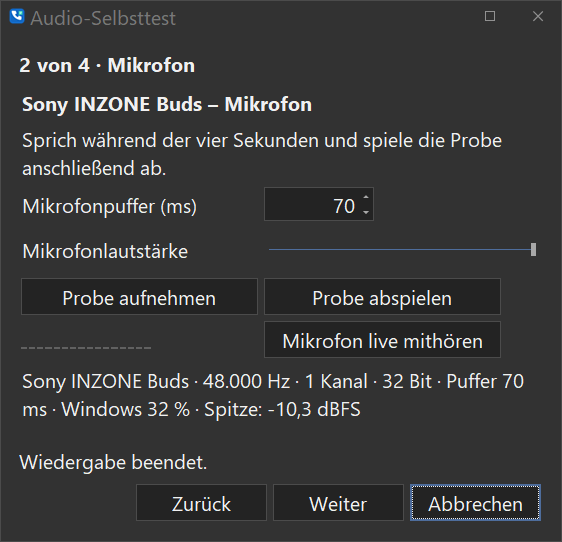 Audio-Selbsttest
2 von 4 · Mikrofon
Sony INZONE Buds – Mikrofon
Sprich während der vier Sekunden und spiele die Probe
anschließend ab.
Mikrofonpuffer (ms)
70
Mikrofonlautstärke
Probe aufnehmen
Probe abspielen
Mikrofon live mithören
Sony INZONE Buds · 48.000 Hz · 1 Kanal · 32 Bit · Puffer 70
ms · Windows 32 % · Spitze: -10,3 dBFS
Wiedergabe beendet.
Zurück
Weiter
Abbrechen